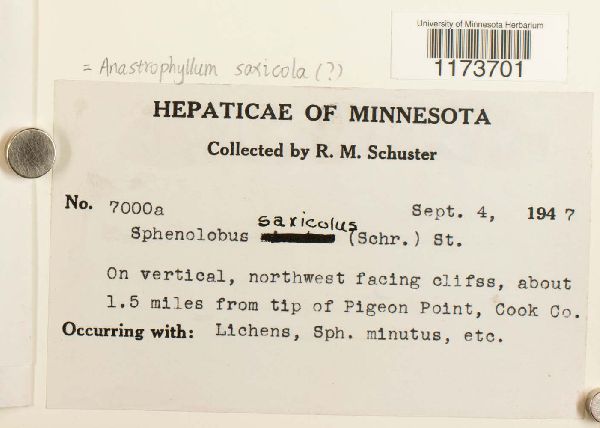 University of Minnesota Herbarium
1173701
= Anastrophyllum saxicola (?)
HEPATICAE OF MINNESOTA
Collected by R. M. Schuster
No. 7000a Sept. 4, 1947
Sphenolobus saxicolus (Schr.) St.
On vertical, northwest facing clifss, about
1.5 miles from tip of Pigeon Point, Cook Co.
Occurring with: Lichens, Sph. minutus, etc.